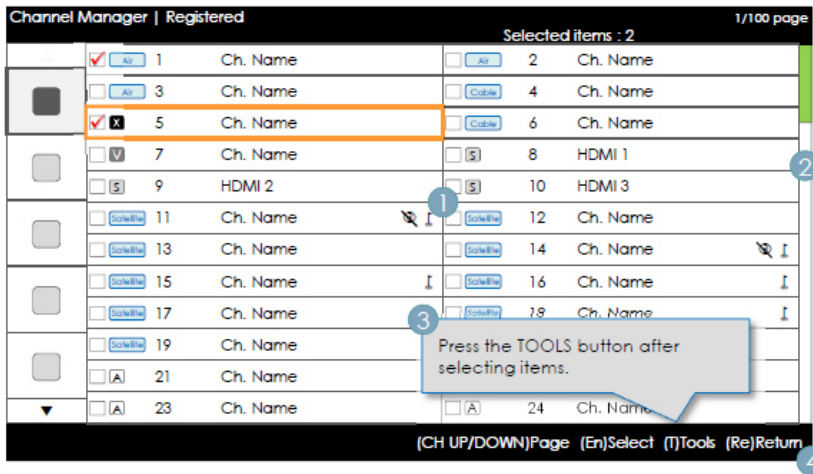 Channel Manager | Registered
1/100 page
Selected items : 2
Air 1 Ch. Name
Air 2 Ch. Name
Air 3 Ch. Name
Cable 4 Ch. Name
X 5 Ch. Name
Cable 6 Ch. Name
V 7 Ch. Name
S 8 HDMI 1
2
S 9 HDMI 2
S 10 HDMI 3
1
Satellite 11 Ch. Name
Satellite 12 Ch. Name
Satellite 13 Ch. Name
Satellite 14 Ch. Name
Satellite 15 Ch. Name
Satellite 16 Ch. Name
Satellite 17 Ch. Name
Satellite 18 Ch. Name
3
Satellite 19 Ch. Name
Press the TOOLS button after
selecting items.
A 21 Ch. Name
A 23 Ch. Name
A 24 Ch. Name
(CH UP/DOWN)Page (En)Select (T)Tools (Re)Return
4